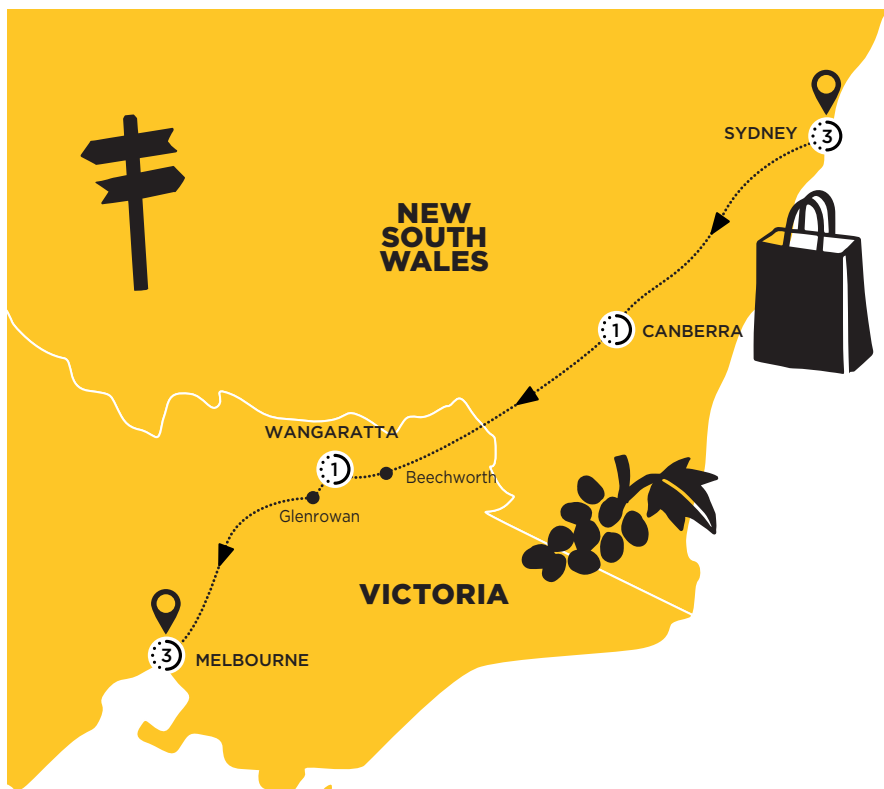 SYDNEY
3
NEW
SOUTH
WALES
1
CANBERRA
WANGARATTA
1
Beechworth
Glenrowan
VICTORIA
3
MELBOURNE